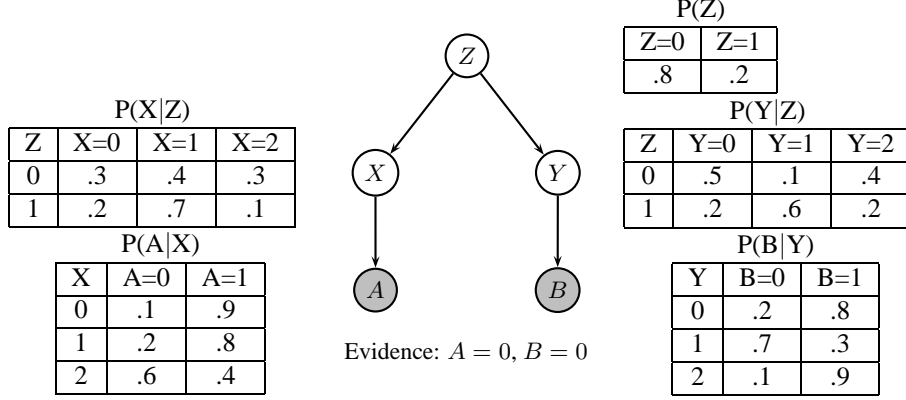 P(Z)
Z=0 Z=1
.8 .2
Z
P(X|Z)
Z X=0 X=1 X=2
0 .3 .4 .3
1 .2 .7 .1
P(Y|Z)
Z Y=0 Y=1 Y=2
0 .5 .1 .4
1 .2 .6 .2
X Y
P(A|X)
X A=0 A=1
0 .1 .9
1 .2 .8
2 .6 .4
A B
Evidence: A = 0, B = 0
P(B|Y)
Y B=0 B=1
0 .2 .8
1 .7 .3
2 .1 .9